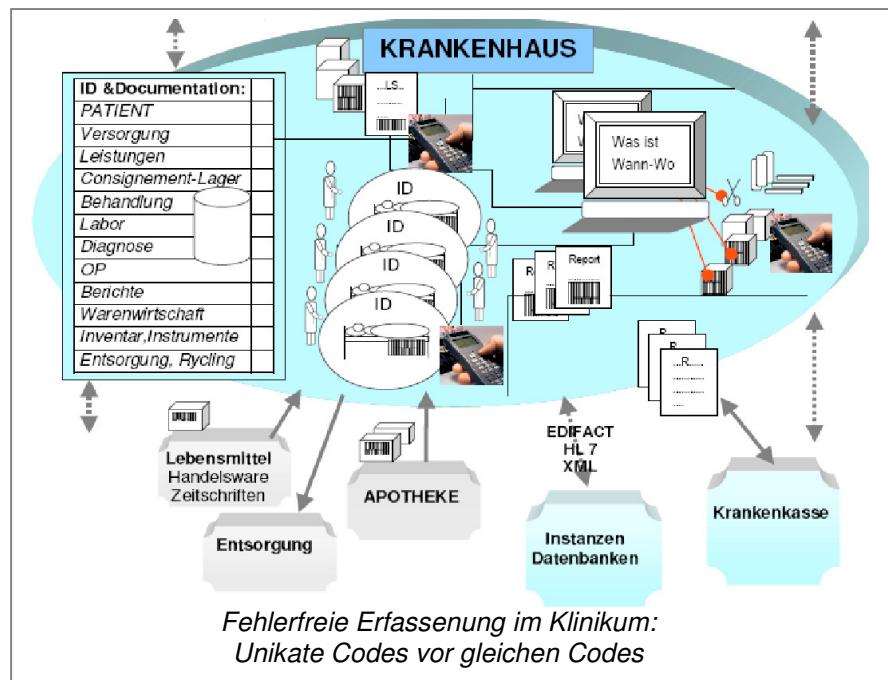 KRANKENHAUS
ID &Documentation:
PATIENT
Versorgung
Leistungen
Consignement-Lager
Behandlung
Labor
Diagnose
OP
Berichte
Warenwirtschaft
Inventar,Instrumente
Entsorgung, Rycling
LS
ID
ID
ID
ID
W
W
Was ist
Wann-Wo
Re
R
Report
R
R
...R.....
Lebensmittel
Handelsware
Zeitschriften
Entsorgung
APOTHEKE
EDIFACT
HL 7
XML
Instanzen
Datenbanken
Krankenkasse
Fehlerfreie Erfassenung im Klinikum:
Unikate Codes vor gleichen Codes